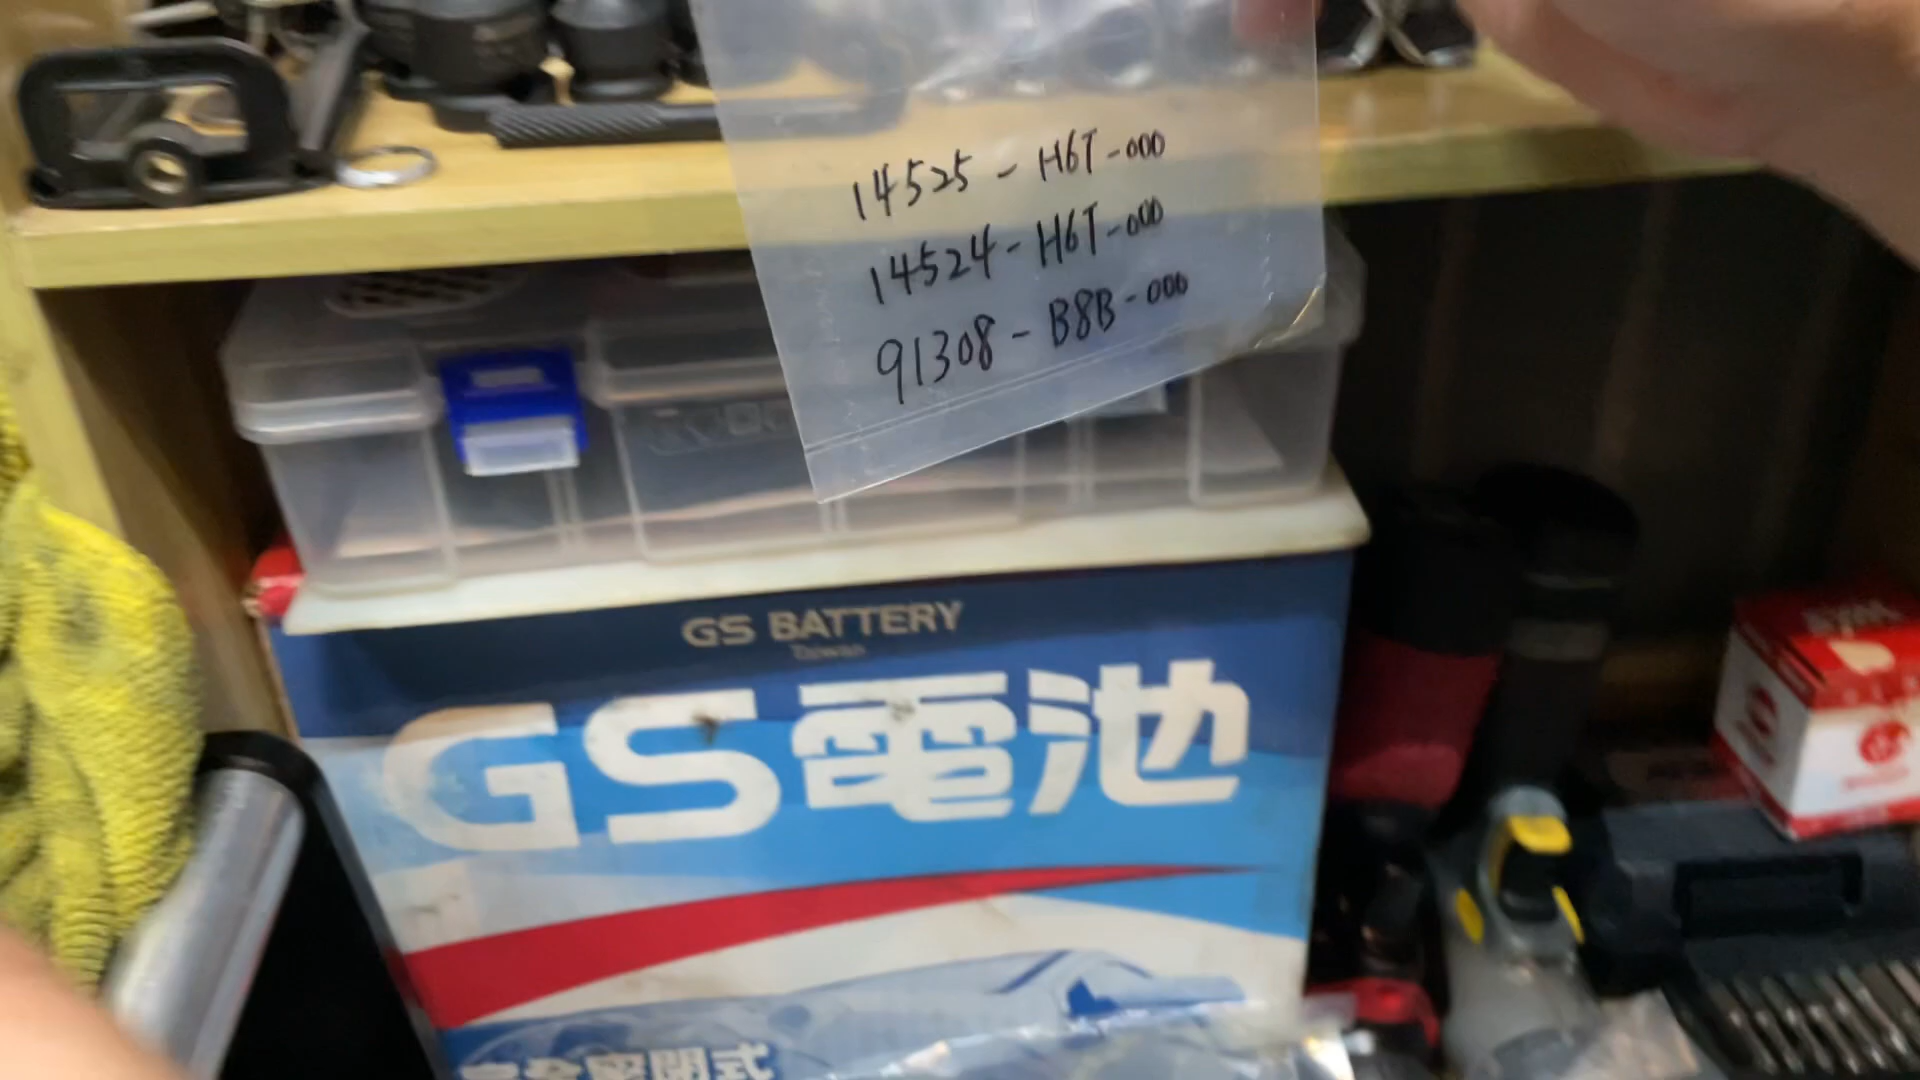 14525-H6T-000
14524-H6T-000
91308-B8B-000
GS BATTERY
Taiwan
GS電池